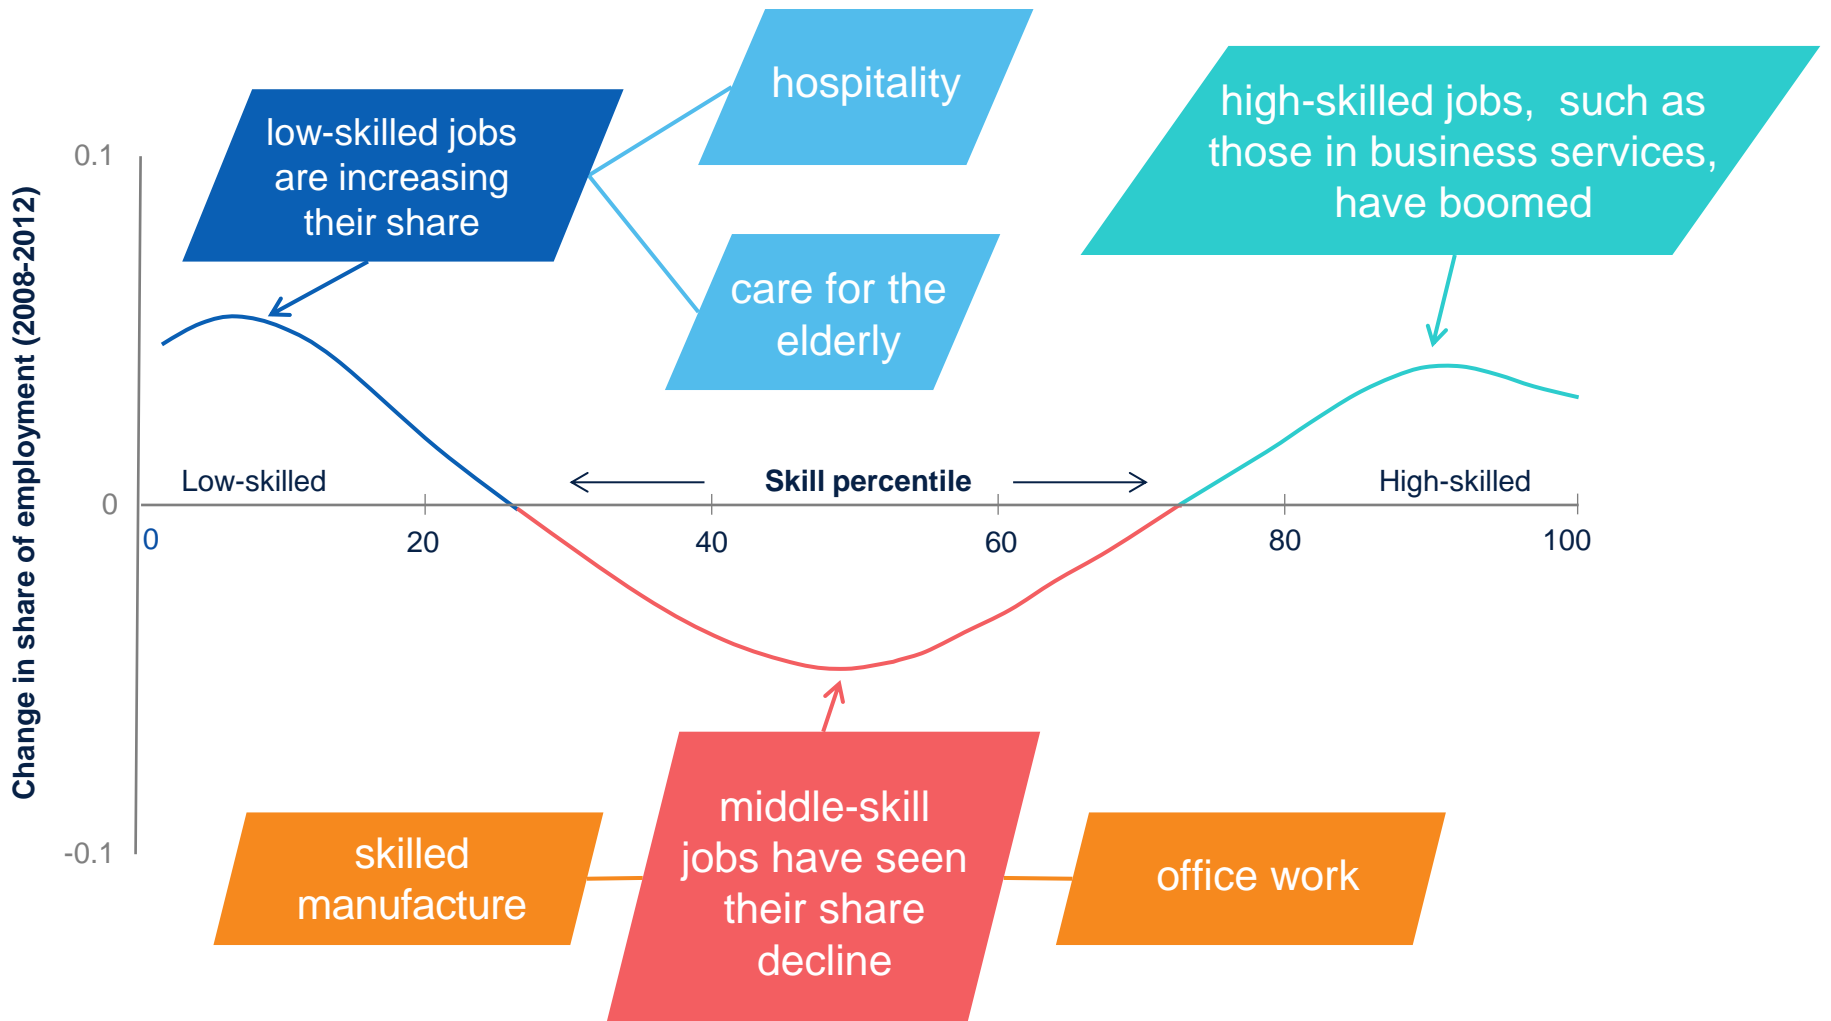 hospitality
low-skilled jobs
are increasing
their share
high-skilled jobs,  such as
those in business services,
have boomed
care for the
elderly
Change in share of employment (2008-2012)
0.1
0
-0.1
Low-skilled
Skill percentile
High-skilled
0
20
40
60
80
100
skilled
manufacture
middle-skill
jobs have seen
their share
decline
office work